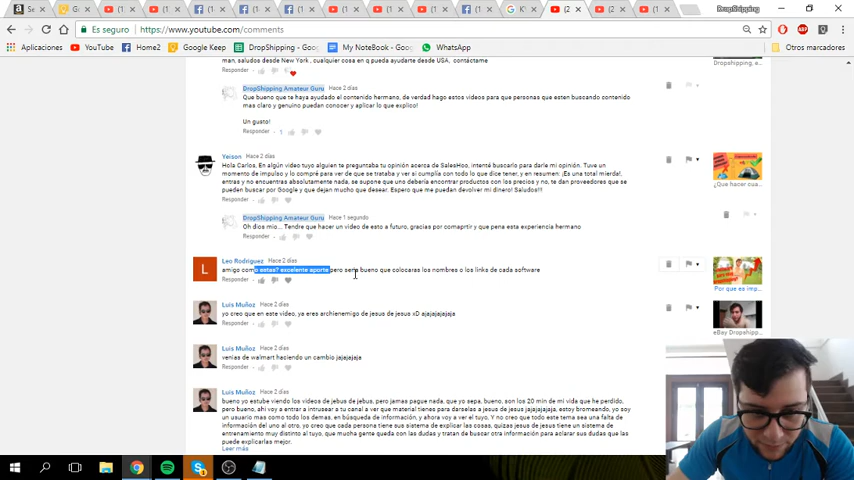 Se
G
(2
DropShipping
Es seguro
https://www.youtube.com/comments
Aplicaciones
YouTube
Home2
Google Keep
DropShipping - Goo
My NoteBook - Goo
WhatsApp
Otros marcadores
man, saludos desde New York , cualquier cosa en q pueda ayudarte desde USA, contáctame
Responder
Dropshipping, e...
DropShipping Amateur Guru Hace 2 días
Que bueno que te haya ayudado el contenido hermano, de verdad hago estos videos para que personas que esten buscando contenido
mas claro y genuino puedan conocer y aplicar lo que explico!
Un gusto!
Responder 1
Yeison Hace 2 días
Hola Carlos, En algún video tuyo alguien te preguntaba tu opinión acerca de SalesHoo, intenté buscarlo para darle mi opinión. Tuve un
momento de impulso y lo compré para ver de que se trataba y ver si cumplía con todo lo que dice tener, y en resumen: ¡Es una total mierda!,
entras y no encuentras absolutamente nada, se supone que uno debería encontrar productos con los precios y no, te dan proveedores que se
pueden buscar por Google y que dejan mucho que desear. Espero que me puedan devolver mi dinero! Saludos!!!
Responder
¿Que hacer cua...
DropShipping Amateur Guru Hace 1 segundo
Oh dios mio... Tendre que hacer un video de esto a futuro, gracias por comaprtir y que pena esta experiencia hermano
Responder
L
Leo Rodriguez Hace 2 días
amigo como estas? excelente aporte pero seria bueno que colocaras los nombres o los links de cada software
Responder
Por que es imp...
Luis Muñoz Hace 2 días
yo creo que en este video, ya eres archienemigo de jesus de jesus xD ajajajajaja
Responder
eBay Dropshippi...
Luis Muñoz Hace 2 días
venias de walmart haciendo un cambio jajajajaja
Responder
Luis Muñoz Hace 2 días
bueno yo estube viendo los videos de jebus de jebus, pero jamas pague nada, que yo sepa, bueno, son los 20 min de mi vida que he perdido,
pero bueno, ahi voy a entrar a intrusear a tu canal a ver que material tienes para darselas a jesus de jesus jajajajaja, estoy bromeando, yo soy
un usuario mas como todo los demas, en búsqueda de información, y ahora voy a ver el tuyo. Y no creo que todo este tema sea una falta de
información del uno al otro, yo creo que cada persona tiene sus sistema de explicar las cosas, quizas jesus de jesus tiene un sistema de
entrenamiento muy distinto al tuyo, que mucha gente queda con las dudas y tratan de buscar otra información para aclarar sus dudas que
puede explicarlas mejor.
Leer más